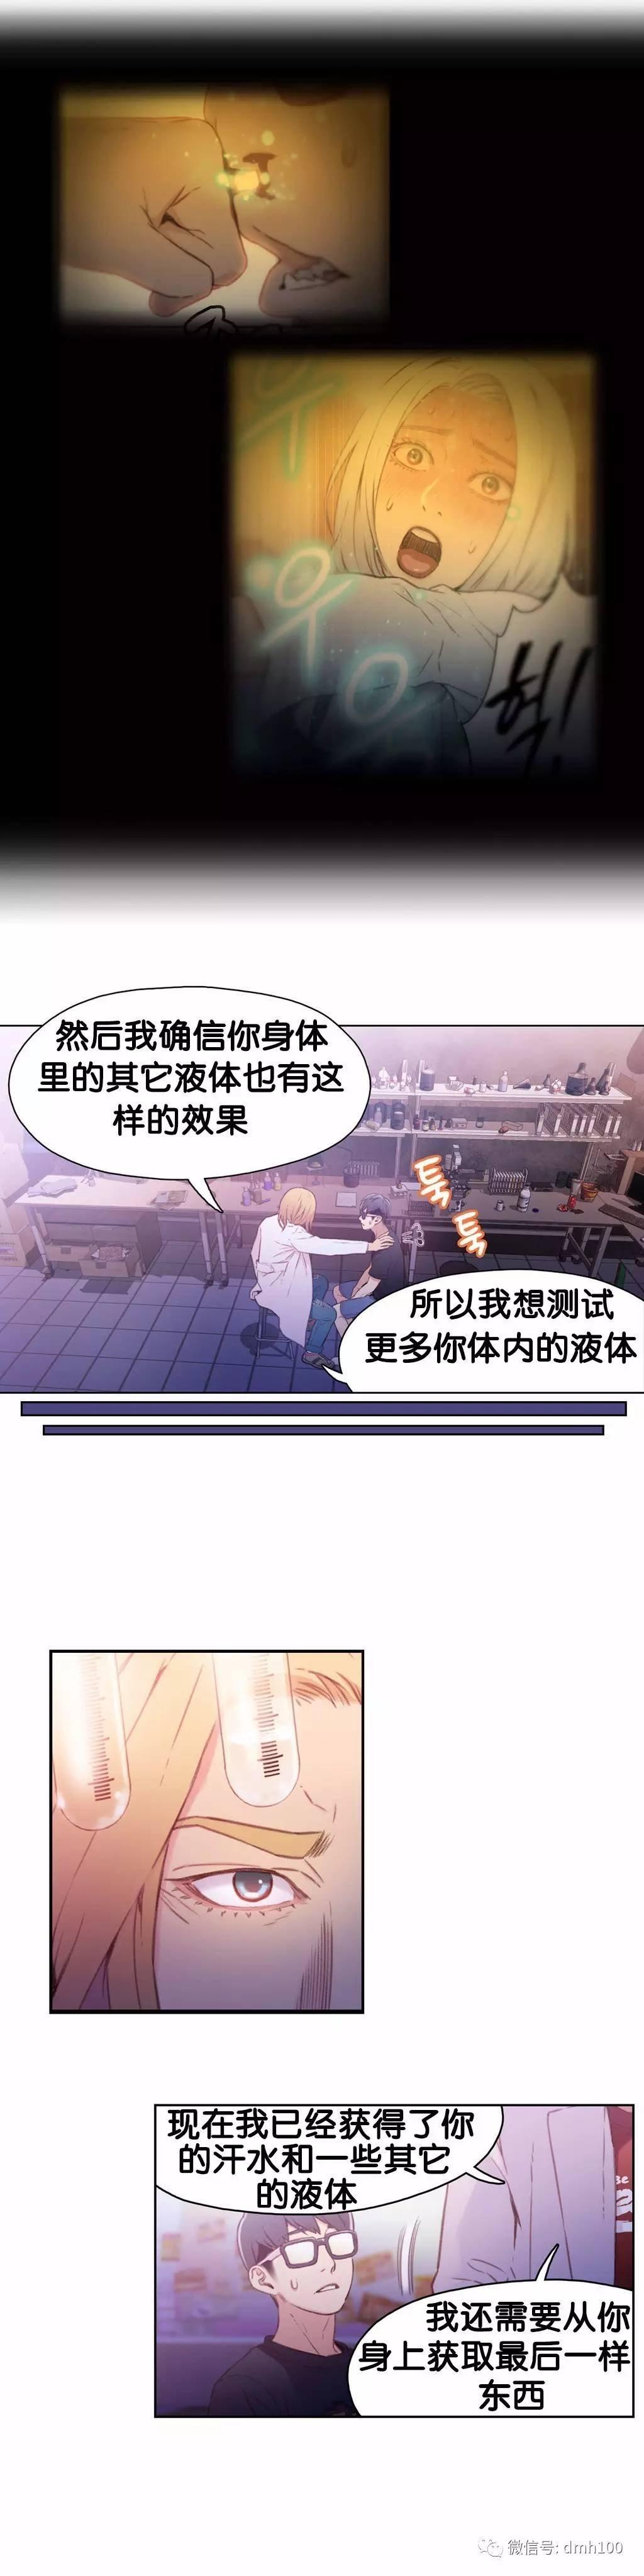 然后我确信你身体
里的其它液体也有这
样的效果
툭
툭
所以我想测试
更多你体内的液体
现在我已经获得了你
的汗水和一些其它
的液体
我还需要从你
身上获取最后一样
东西
微信号: dmh100